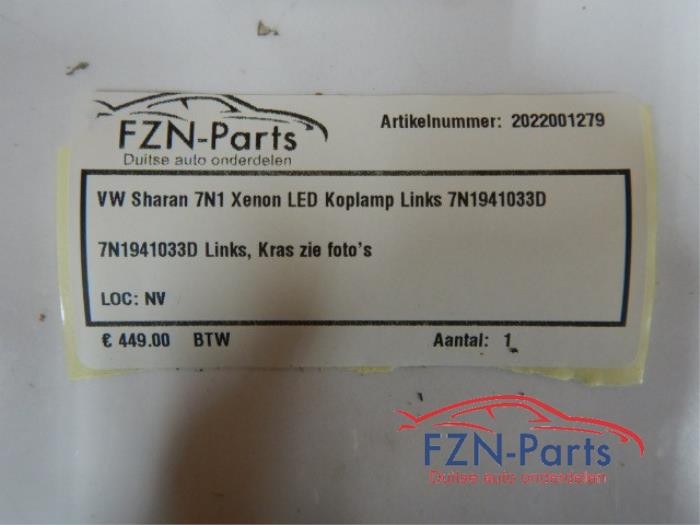 FZN-Parts
Duitse auto onderdelen
Artikelnummer: 2022001279
VW Sharan 7N1 Xenon LED Koplamp Links 7N1941033D
7N1941033D Links, Kras zie foto's
LOC: NV
€ 449.00 BTW Aantal: 1
FZN-Parts
Duitse auto onderdelen